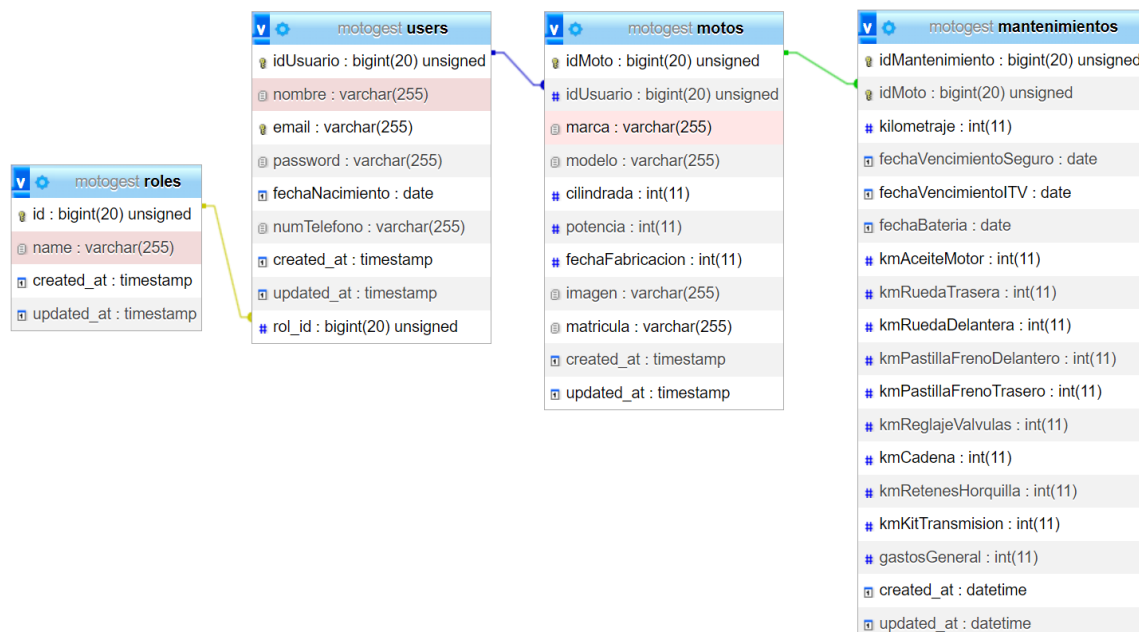 motogest roles
id : bigint(20) unsigned
name : varchar(255)
created_at : timestamp
updated_at : timestamp
motogest users
idUsuario : bigint(20) unsigned
nombre : varchar(255)
email : varchar(255)
password : varchar(255)
fechaNacimiento : date
numTelefono : varchar(255)
created_at : timestamp
updated_at : timestamp
rol_id : bigint(20) unsigned
motogest motos
idMoto : bigint(20) unsigned
idUsuario : bigint(20) unsigned
marca : varchar(255)
modelo : varchar(255)
cilindrada : int(11)
potencia : int(11)
fechaFabricacion : int(11)
imagen : varchar(255)
matricula : varchar(255)
created_at : timestamp
updated_at : timestamp
motogest mantenimientos
idMantenimiento : bigint(20) unsigned
idMoto : bigint(20) unsigned
kilometraje : int(11)
fechaVencimientoSeguro : date
fechaVencimientoITV : date
fechaBateria : date
kmAceiteMotor : int(11)
kmRuedaTrasera : int(11)
kmRuedaDelantera : int(11)
kmPastillaFrenoDelantero : int(11)
kmPastillaFrenoTrasero : int(11)
kmReglajeValvulas : int(11)
kmCadena : int(11)
kmRetenesHorquilla : int(11)
kmKitTransmision : int(11)
gastosGeneral : int(11)
created_at : datetime
updated_at : datetime